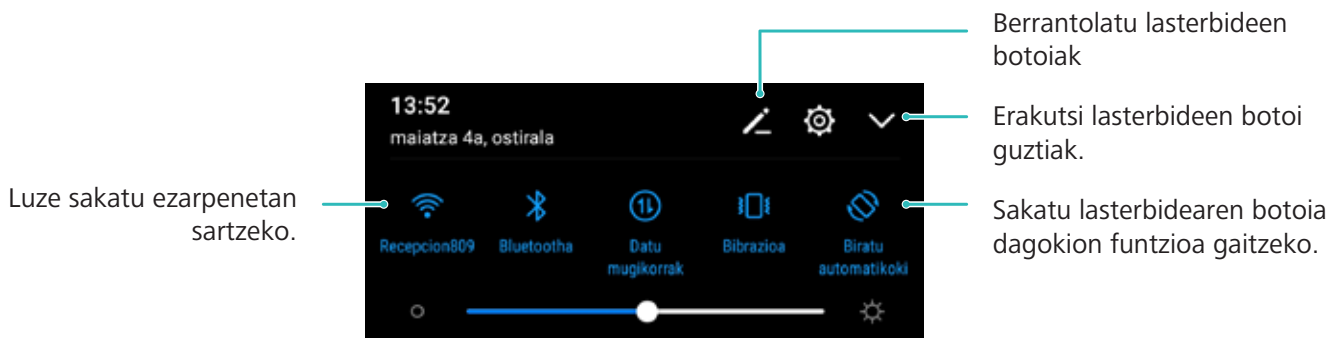 Berrantolatu lasterbideen
botoiak
13:52
maiatza 4a, ostirala
Erakutsi lasterbideen botoi
guztiak.
Luze sakatu ezarpenetan
sartzeko.
Sakatu lasterbidearen botoia
dagokion funtzioa gaitzeko.
Recepcion809
Bluetootha
Datu
mugikorrak
Bibrazioa
Biratu
automatikoki